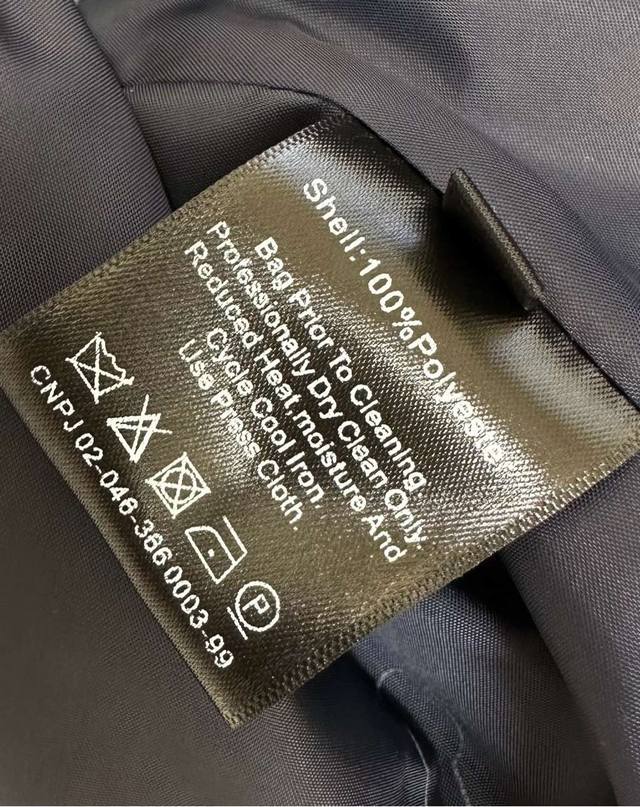 Shell:100%Polyester
Bag Prior To Cleaning.
Professionally Dry Clean Only.
Reduced Heat.moisture And
Cycle Cool Iron.
Use Press Cloth.
P
CNPJ 02-046-386 0003-99